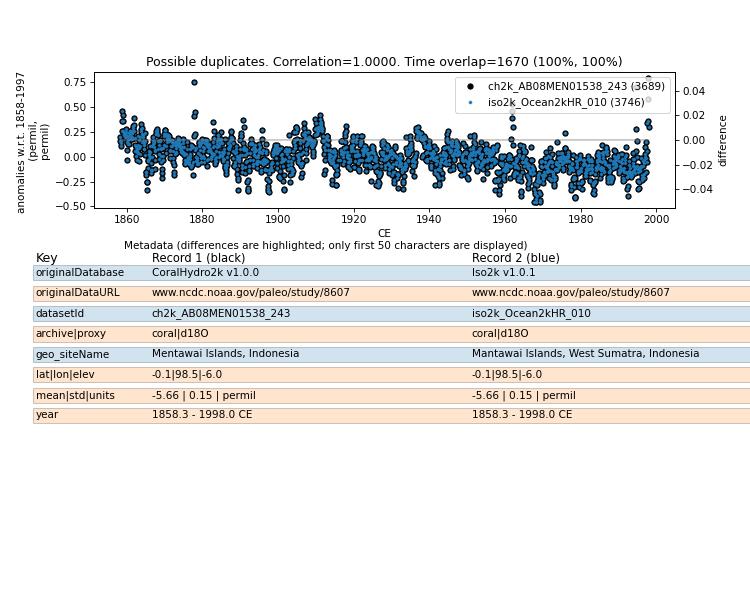 Possible duplicates. Correlation=1.0000. Time overlap=1670 (100%, 100%)
anomalies w.r.t. 1858-1997
(permil,
permil)
0.75
0.50
0.25
0.00
−0.25
−0.50
ch2k_AB08MEN01538_243 (3689)
iso2k_Ocean2kHR_010 (3746)
0.04
0.02
0.00
−0.02
−0.04
difference
1860 1880 1900 1920 1940 1960 1980 2000
CE
Metadata (differences are highlighted; only first 50 characters are displayed)
Key Record 1 (black) Record 2 (blue)
originalDatabase CoralHydro2k v1.0.0 Iso2k v1.0.1
originalDataURL www.ncdc.noaa.gov/paleo/study/8607 www.ncdc.noaa.gov/paleo/study/8607
datasetId ch2k_AB08MEN01538_243 iso2k_Ocean2kHR_010
archive|proxy coral|d18O coral|d18O
geo_siteName Mentawai Islands, Indonesia Mantawai Islands, West Sumatra, Indonesia
lat|lon|elev -0.1|98.5|-6.0 -0.1|98.5|-6.0
mean|std|units -5.66 | 0.15 | permil -5.66 | 0.15 | permil
year 1858.3 - 1998.0 CE 1858.3 - 1998.0 CE